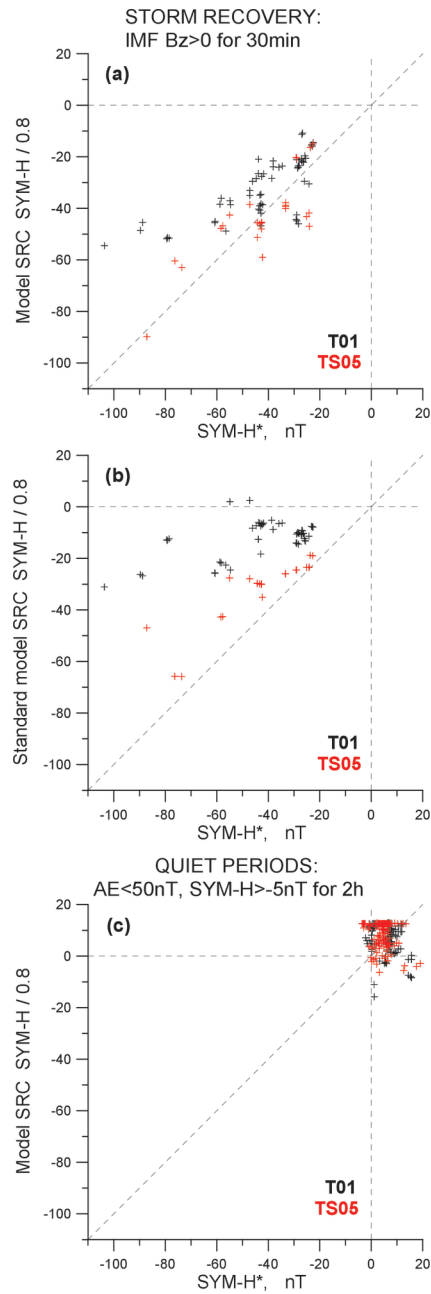 STORM RECOVERY:
IMF Bz>0 for 30min
(a)
20
0
-20
-40
-60
-80
-100
Model SRC SYM-H / 0.8
T01
TS05
-100 -80 -60 -40 -20 0 20
SYM-H*, nT
(b)
20
0
-20
-40
-60
-80
-100
Standard model SRC SYM-H / 0.8
T01
TS05
-100 -80 -60 -40 -20 0 20
SYM-H*, nT
QUIET PERIODS:
AE<50nT, SYM-H>-5nT for 2h
(c)
20
0
-20
-40
-60
-80
-100
Model SRC SYM-H / 0.8
T01
TS05
-100 -80 -60 -40 -20 0 20
SYM-H*, nT